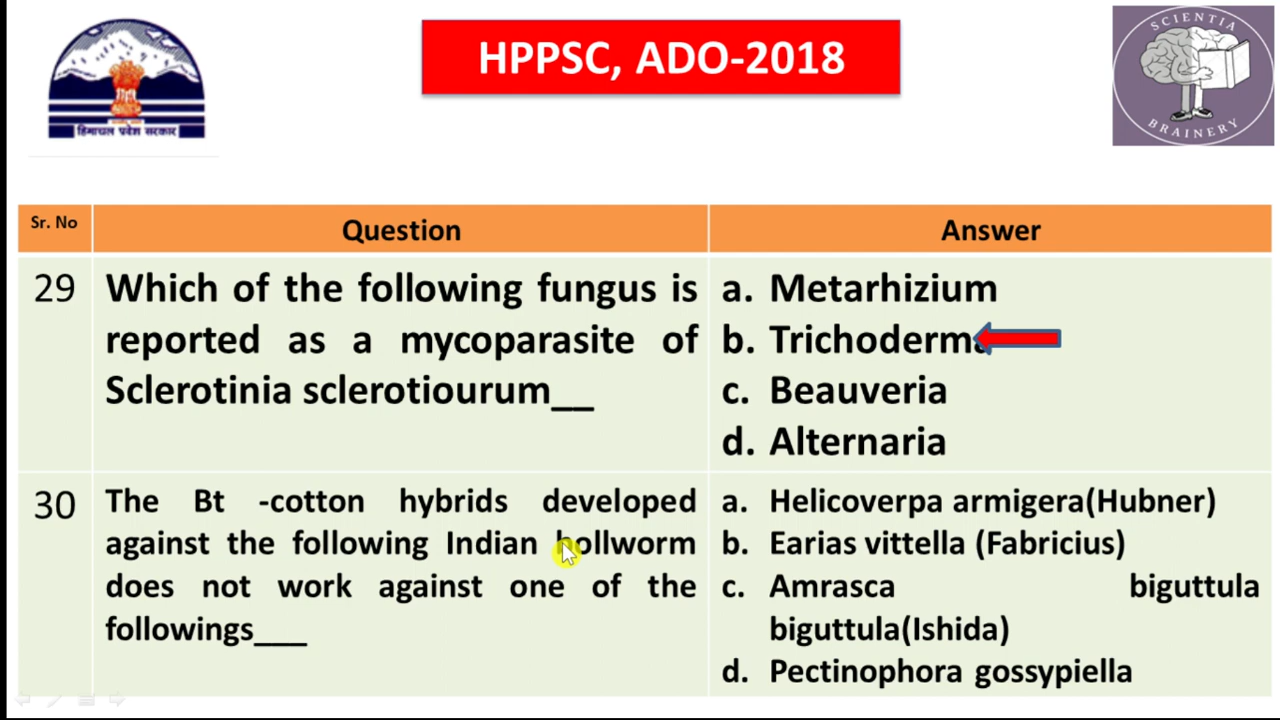 हिमाचल प्रदेश सरकार
HPPSC, ADO-2018
SCIENTIA
BRAINERY
Sr. No
Question
Answer
29
Which of the following fungus is
reported as a mycoparasite of
Sclerotinia sclerotiourum__
a. Metarhizium
b. Trichoderma
c. Beauveria
d. Alternaria
30
The Bt -cotton hybrids developed
against the following Indian bollworm
does not work against one of the
followings___
a. Helicoverpa armigera(Hubner)
b. Earias vittella (Fabricius)
c. Amrasca biguttula
biguttula(Ishida)
d. Pectinophora gossypiella